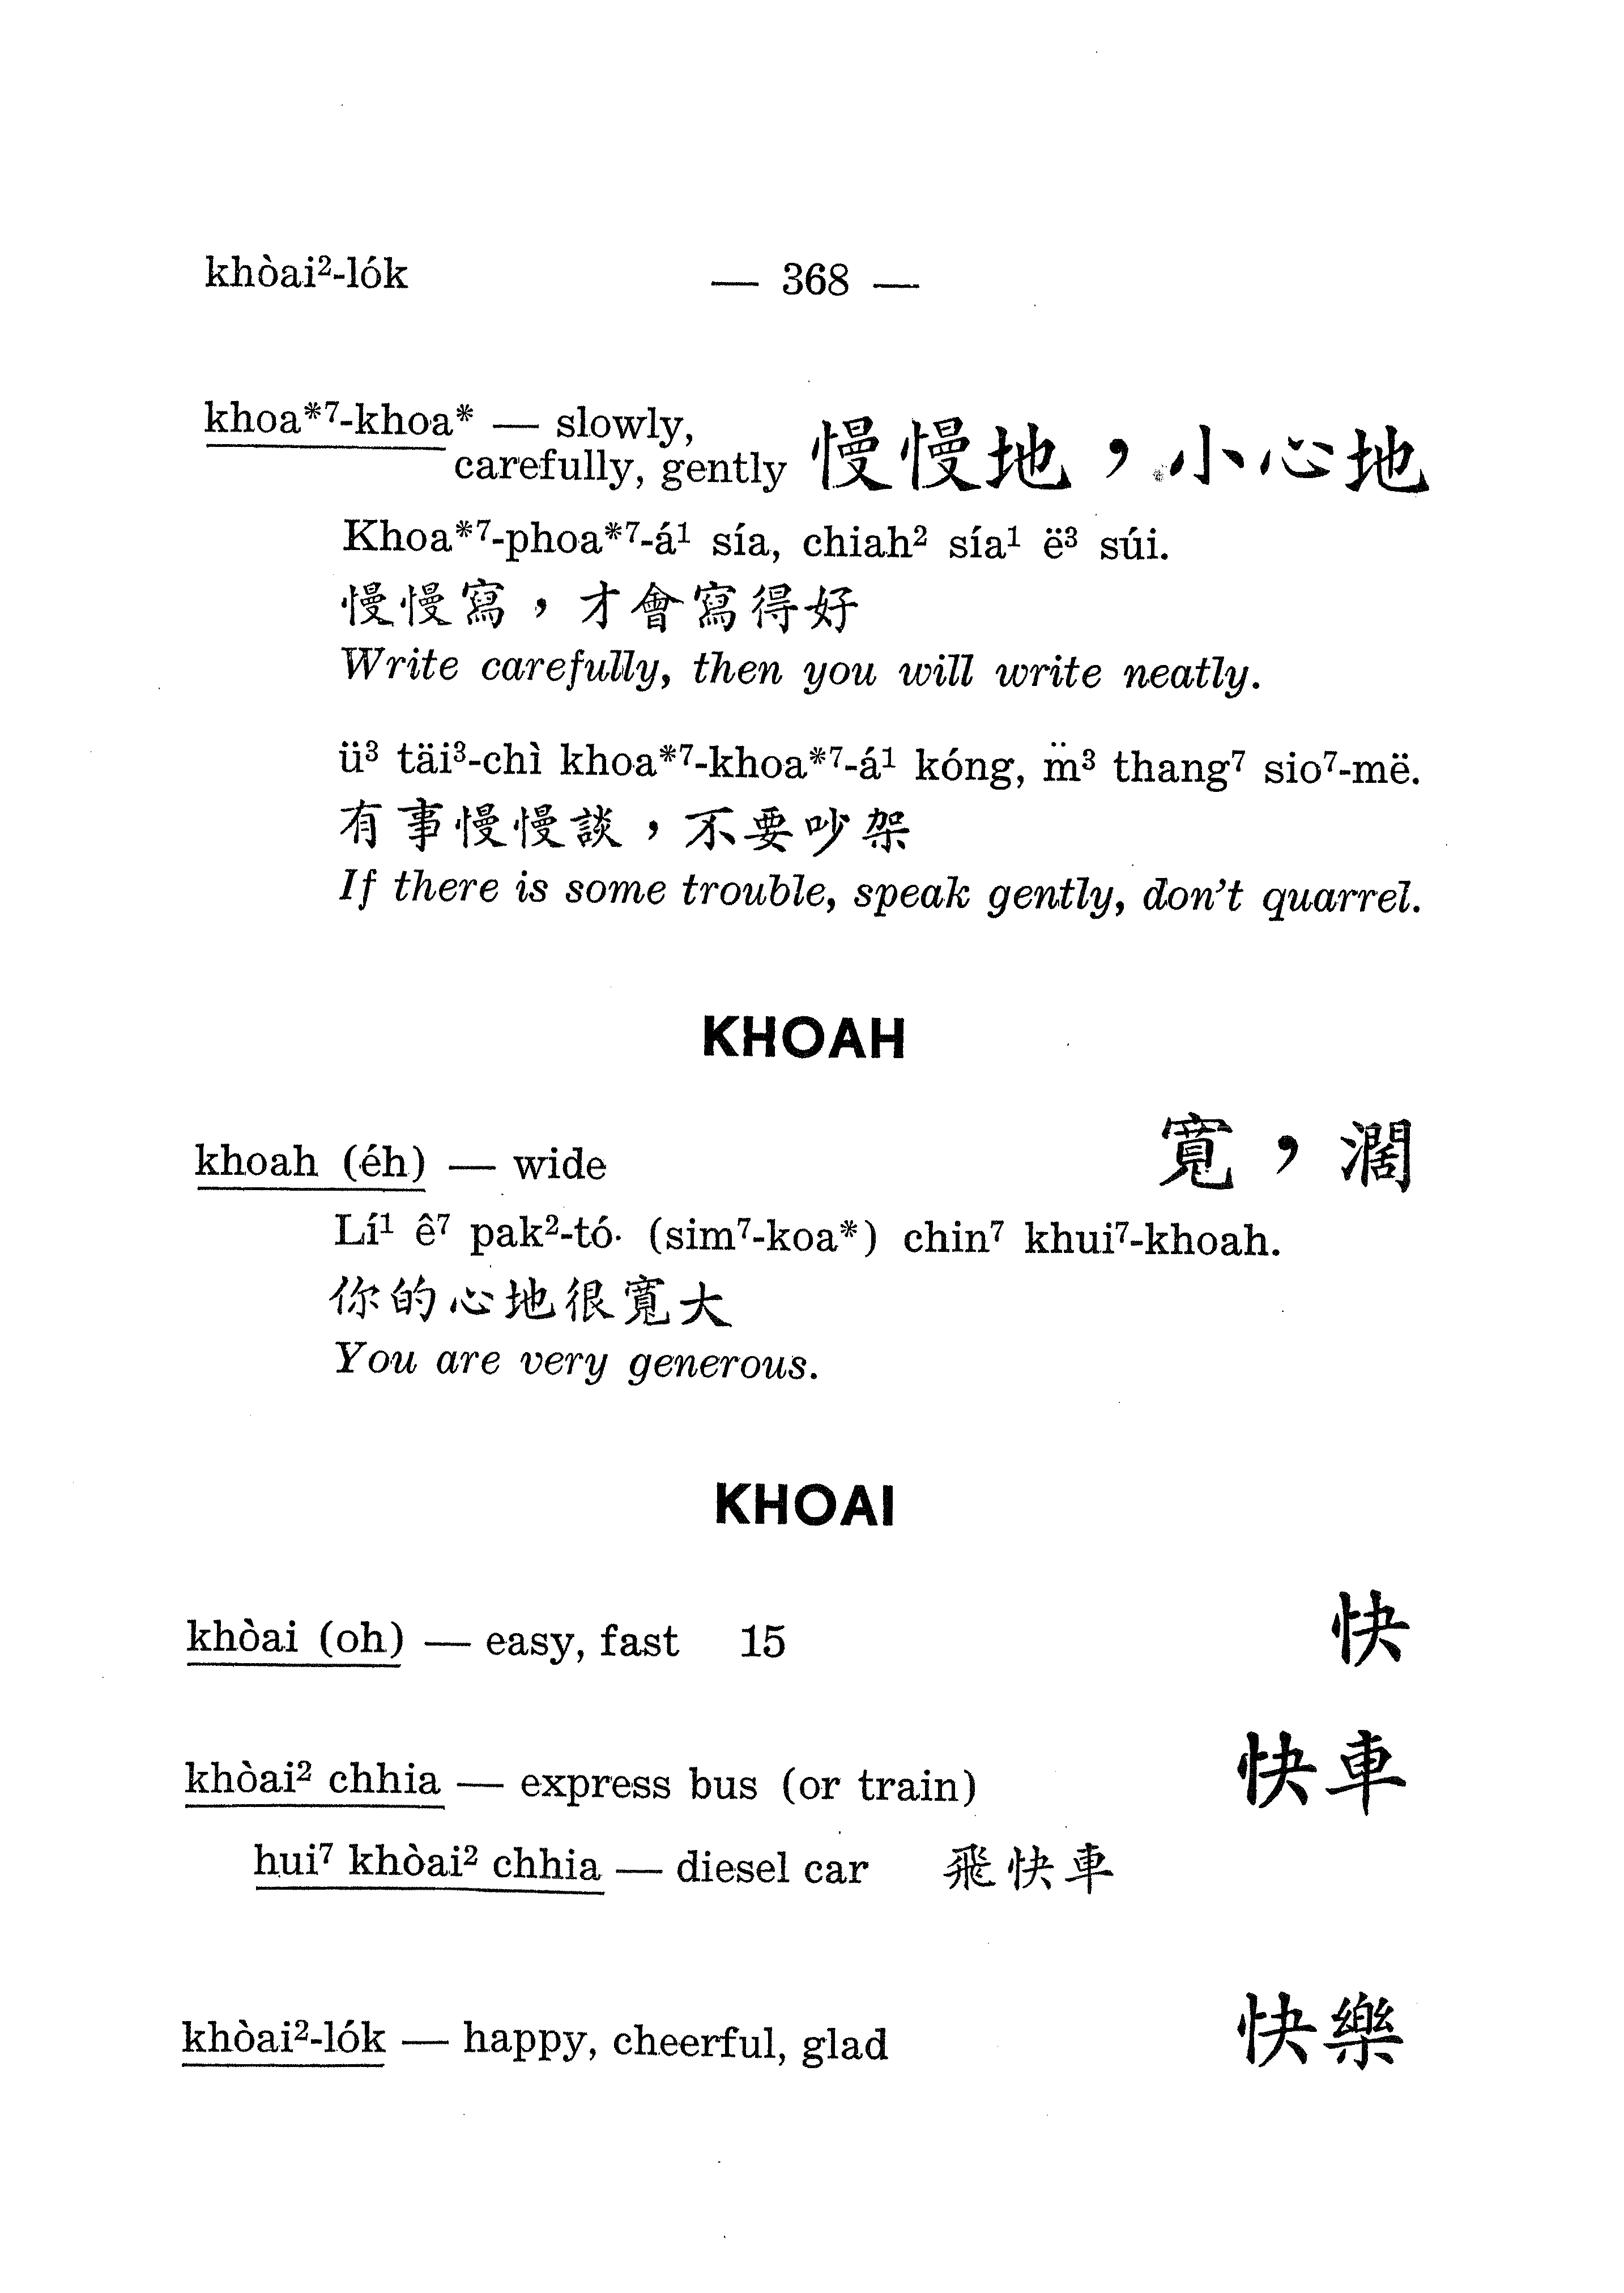 khòai²-lók — 368 —
khoa*⁷-khoa* — slowly,
carefully, gently 慢慢地，小心地
Khoa*⁷-phoa*⁷-á¹ sía, chiah² sía¹ ë³ súi.
慢慢寫，才會寫得好
Write carefully, then you will write neatly.
ü³ täi³-chì khoa*⁷-khoa*⁷-á¹ kóng, m̈³ thang⁷ sio⁷-më.
有事慢慢談，不要吵架
If there is some trouble, speak gently, don't quarrel.
KHOAH
khoah (éh) — wide 寬，濶
Lí¹ ê⁷ pak²-tó· (sim⁷-koa*) chin⁷ khui⁷-khoah.
你的心地很寬大
You are very generous.
KHOAI
khòai (oh) — easy, fast 15 快
khòai² chhia — express bus (or train) 快車
hui⁷ khòai² chhia — diesel car 飛快車
khòai²-lók — happy, cheerful, glad 快樂